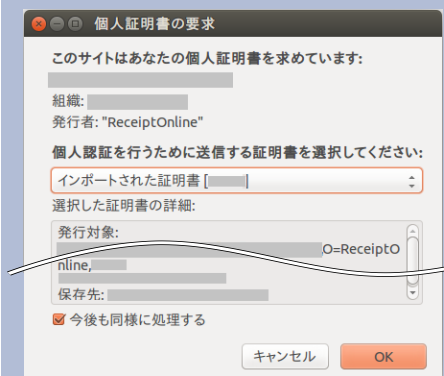 個人証明書の要求
このサイトはあなたの個人証明書を求めています:
組織:
発行者: "ReceiptOnline"
個人認証を行うために送信する証明書を選択してください:
インポートされた証明書 [ ]
選択した証明書の詳細:
発行対象:
,O=ReceiptO
nline,
保存先:
今後も同様に処理する
キャンセル OK